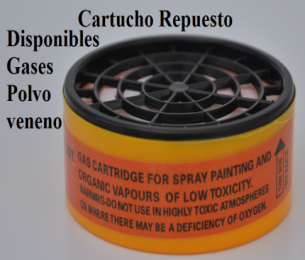 Cartucho Repuesto
Disponibles
Gases
Polvo
veneno
GAS CARTRIDGE FOR SPRAY PAINTING AND
ORGANIC VAPOURS OF LOW TOXICITY.
WARNING-DO NOT USE IN HIGHLY TOXIC ATMOSPHERES
OR WHERE THERE MAY BE A DEFICIENCY OF OXYGEN.